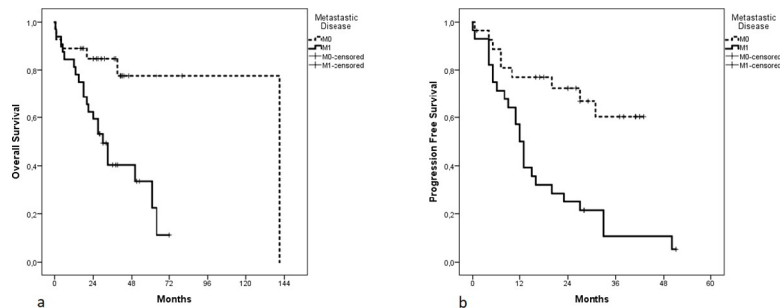 Metastastic
Disease
M0
M1
M0-censored
M1-censored
1,0
0,8
0,6
0,4
0,2
0,0
Overall Survival
0 24 48 72 96 120 144
Months
a
Metastastic
Disease
M0
M1
M0-censored
M1-censored
1,0
0,8
0,6
0,4
0,2
0,0
Progression Free Survival
0 12 24 36 48 60
Months
b